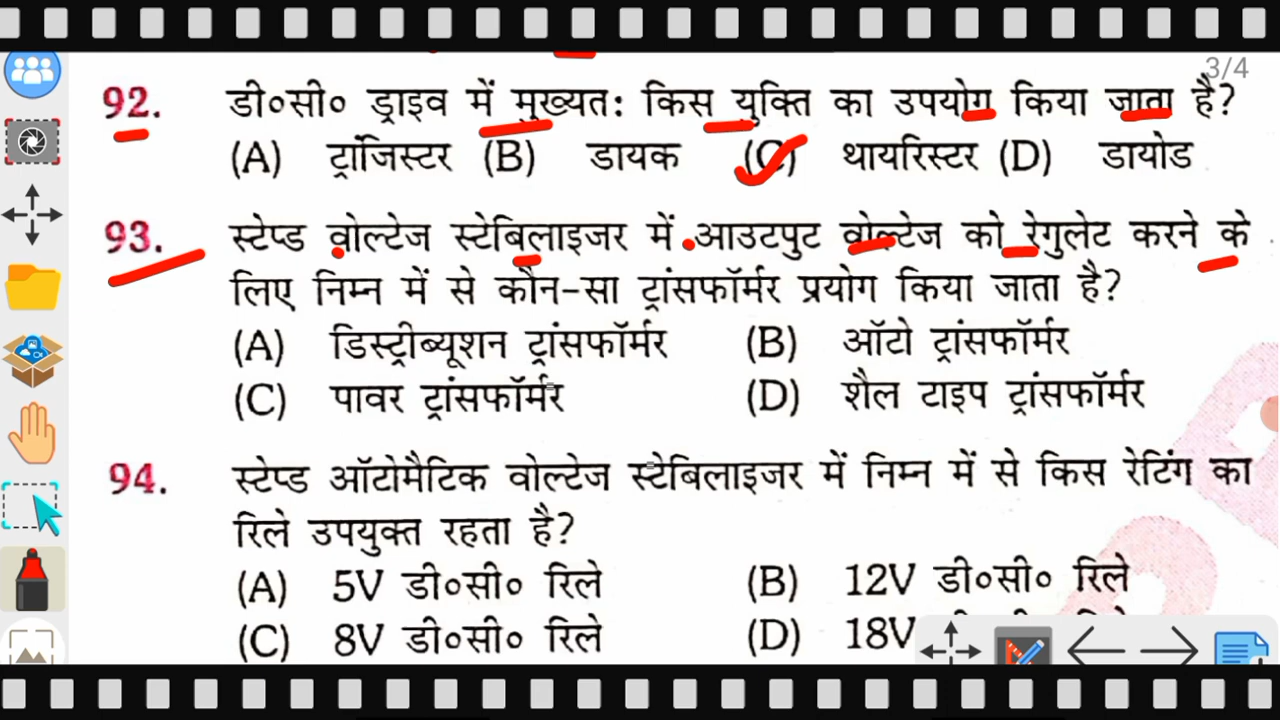 3/4
92. डी०सी० ड्राइव में मुख्यतः किस युक्ति का उपयोग किया जाता है?
(A) ट्रांजिस्टर (B) डायक (C) थायरिस्टर (D) डायोड
93. स्टेप्ड वोल्टेज स्टेबिलाइजर में आउटपुट वोल्टेज को रेगुलेट करने के
लिए निम्न में से कौन-सा ट्रांसफॉर्मर प्रयोग किया जाता है?
(A) डिस्ट्रीब्यूशन ट्रांसफॉर्मर (B) ऑटो ट्रांसफॉर्मर
(C) पावर ट्रांसफॉर्मर (D) शैल टाइप ट्रांसफॉर्मर
94. स्टेप्ड ऑटोमैटिक वोल्टेज स्टेबिलाइजर में निम्न में से किस रेटिंग का
रिले उपयुक्त रहता है?
(A) 5V डी०सी० रिले (B) 12V डी०सी० रिले
(C) 8V डी०सी० रिले (D) 18V